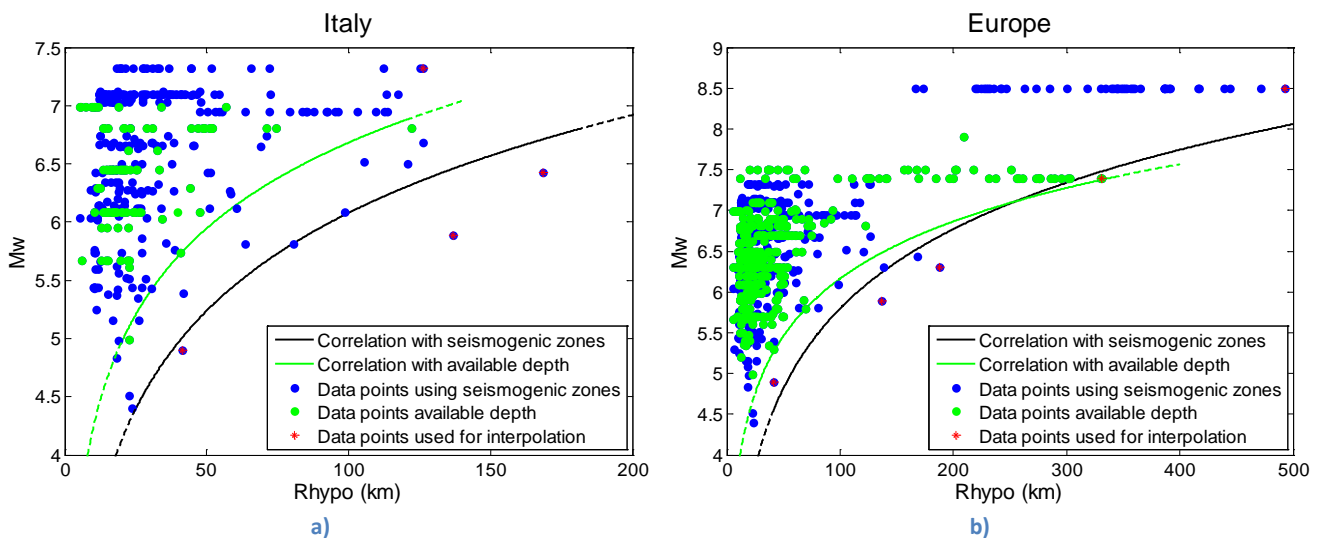 Italy
7.5
7
6.5
6
5.5
5
4.5
4
Mw
0
50
100
150
200
Rhypo (km)
Correlation with seismogenic zones
Correlation with available depth
Data points using seismogenic zones
Data points available depth
Data points used for interpolation
a)
Europe
9
8.5
8
7.5
7
6.5
6
5.5
5
4.5
4
Mw
0
100
200
300
400
500
Rhypo (km)
Correlation with seismogenic zones
Correlation with available depth
Data points using seismogenic zones
Data points available depth
Data points used for interpolation
b)